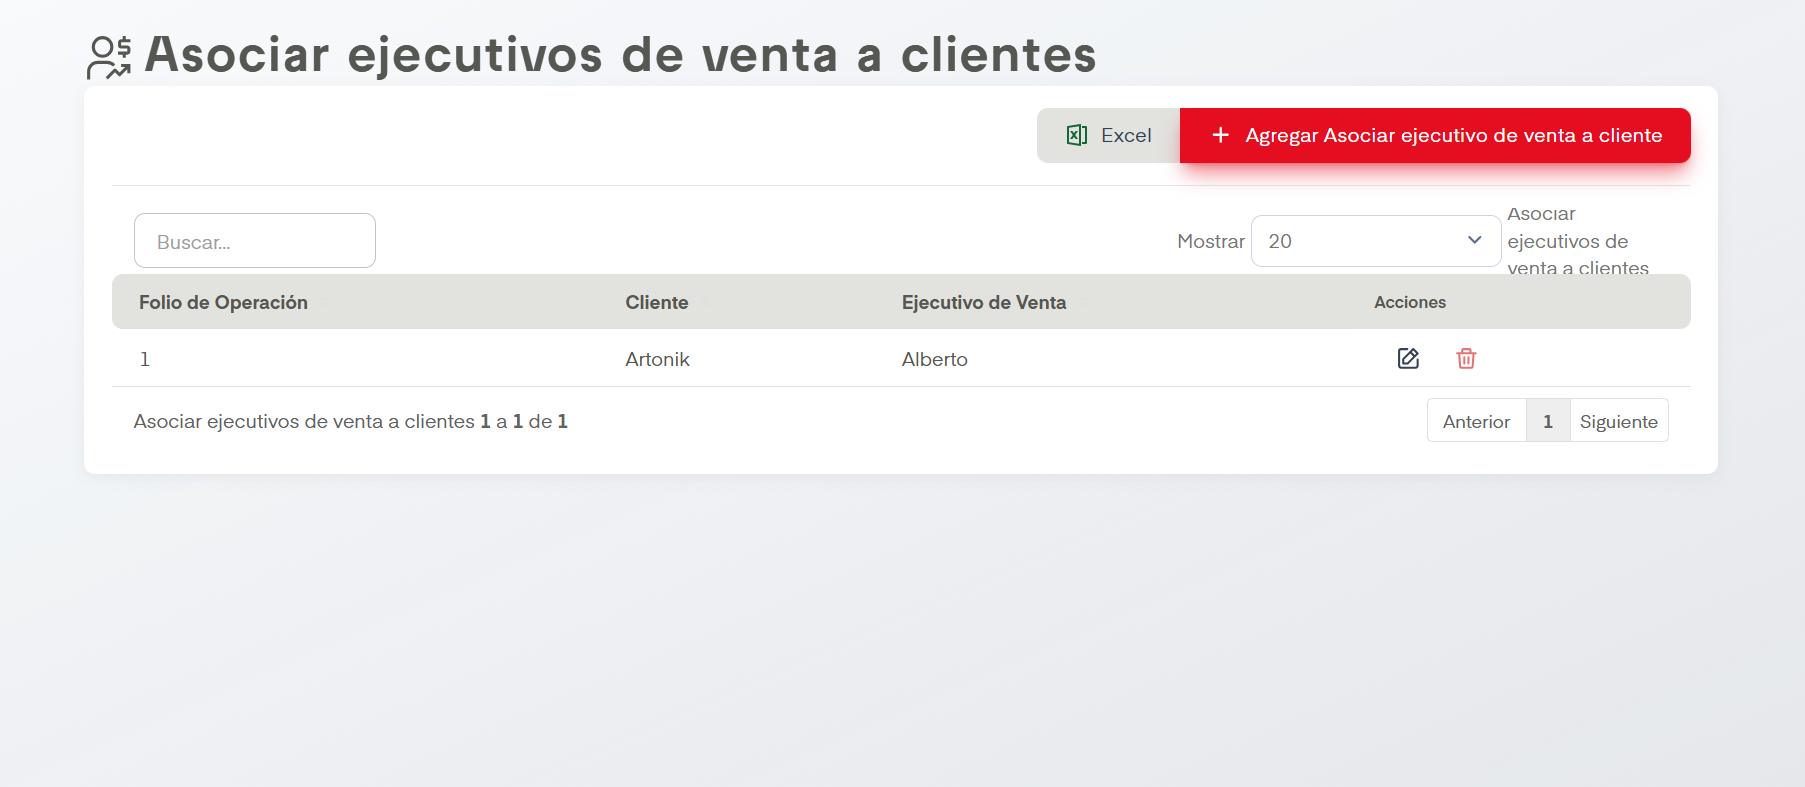 Asociar ejecutivos de venta a clientes
Excel
Agregar Asociar ejecutivo de venta a cliente
Buscar...
Mostrar 20
Asociar
ejecutivos de
venta a clientes
Folio de Operación Cliente Ejecutivo de Venta Acciones
1 Artonik Alberto
Asociar ejecutivos de venta a clientes 1 a 1 de 1
Anterior 1 Siguiente